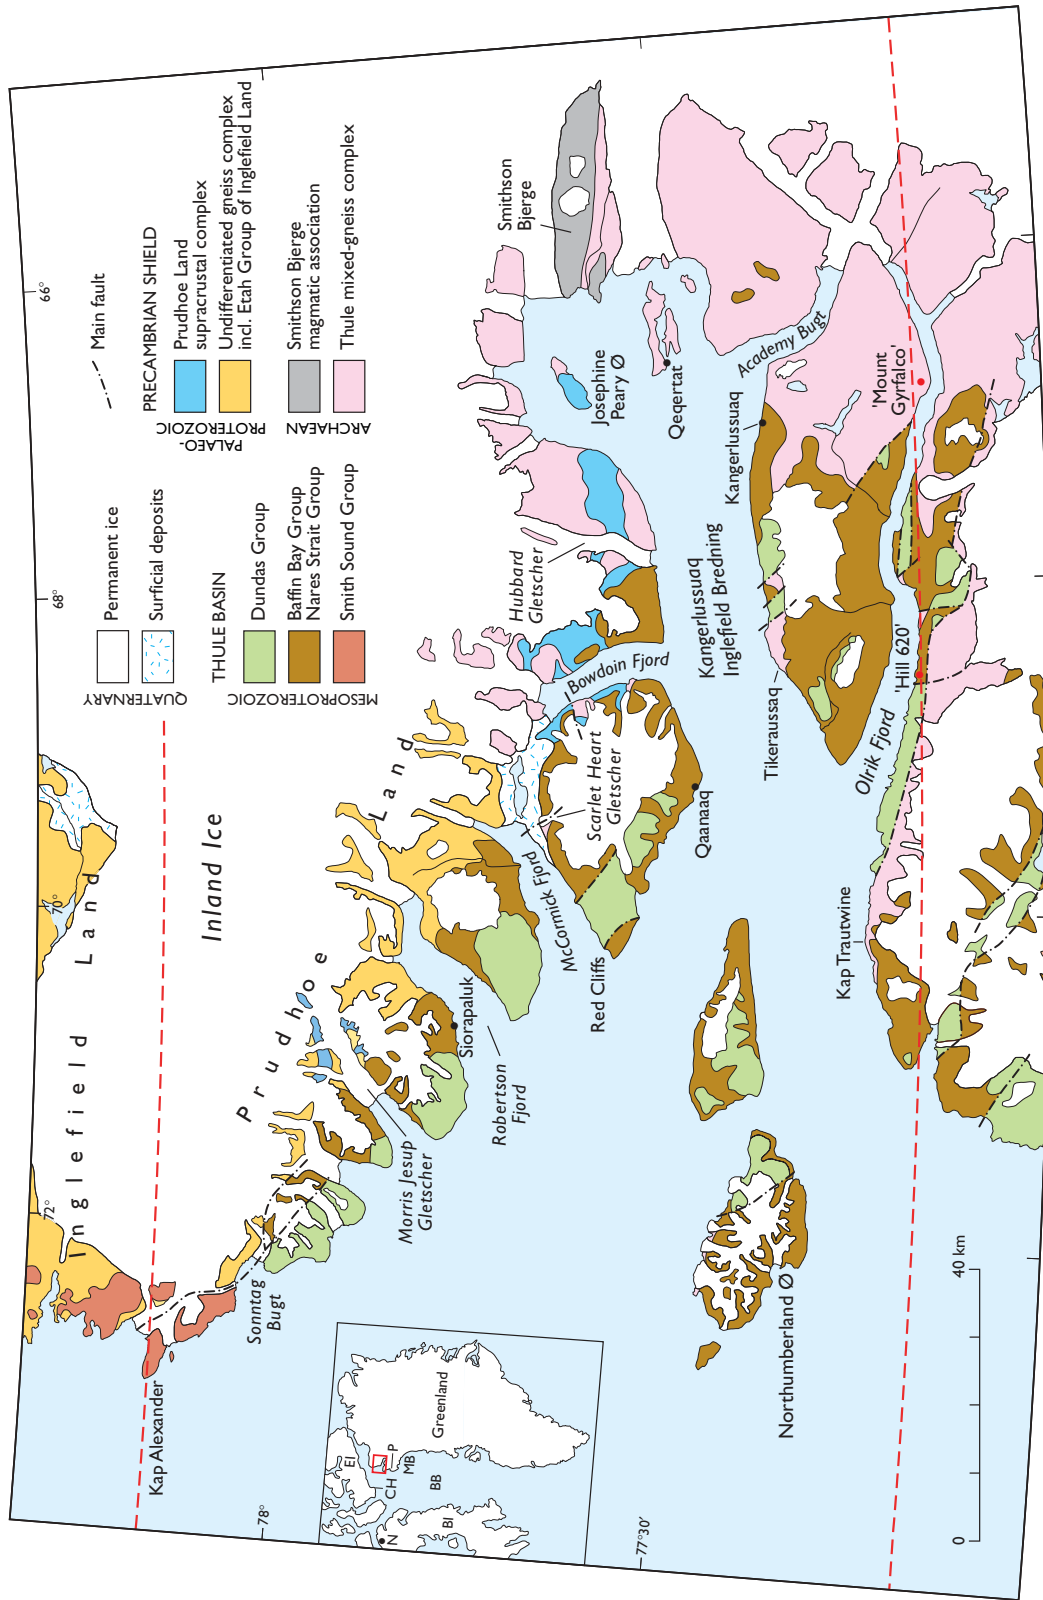 Permanent ice
Surficial deposits
QUATERNARY
THULE BASIN
Dundas Group
Baffin Bay Group
Nares Strait Group
Smith Sound Group
MESOPROTEROZOIC
Main fault
PRECAMBRIAN SHIELD
Prudhoe Land
supracrustal complex
Undifferentiated gneiss complex
incl. Etah Group of Inglefield Land
PALAEO-
PROTEROZOIC
Smithson Bjerge
magmatic association
Thule mixed-gneiss complex
ARCHAEAN
72°
70°
68°
66°
78°
77°30'
Inglefield Land
Inland Ice
Prudhoe Land
Kap Alexander
Sonntag
Bugt
Morris Jesup
Gletscher
Robertson
Fjord
Siorapaluk
McCormick Fjord
Red Cliffs
Scarlet Heart
Gletscher
Qaanaaq
Bowdoin Fjord
Hubbard
Gletscher
Kangerlussuaq
Inglefield Bredning
Josephine
Peary Ø
Smithson
Bjerge
Qeqertat
Kangerlussuaq
Academy Bugt
'Mount
Gyrfalco'
Tikeraussaq
'Hill 620'
Olrik Fjord
Kap Trautwine
Northumberland Ø
0
40 km
Greenland
EI
CH
P
MB
BB
BI
N